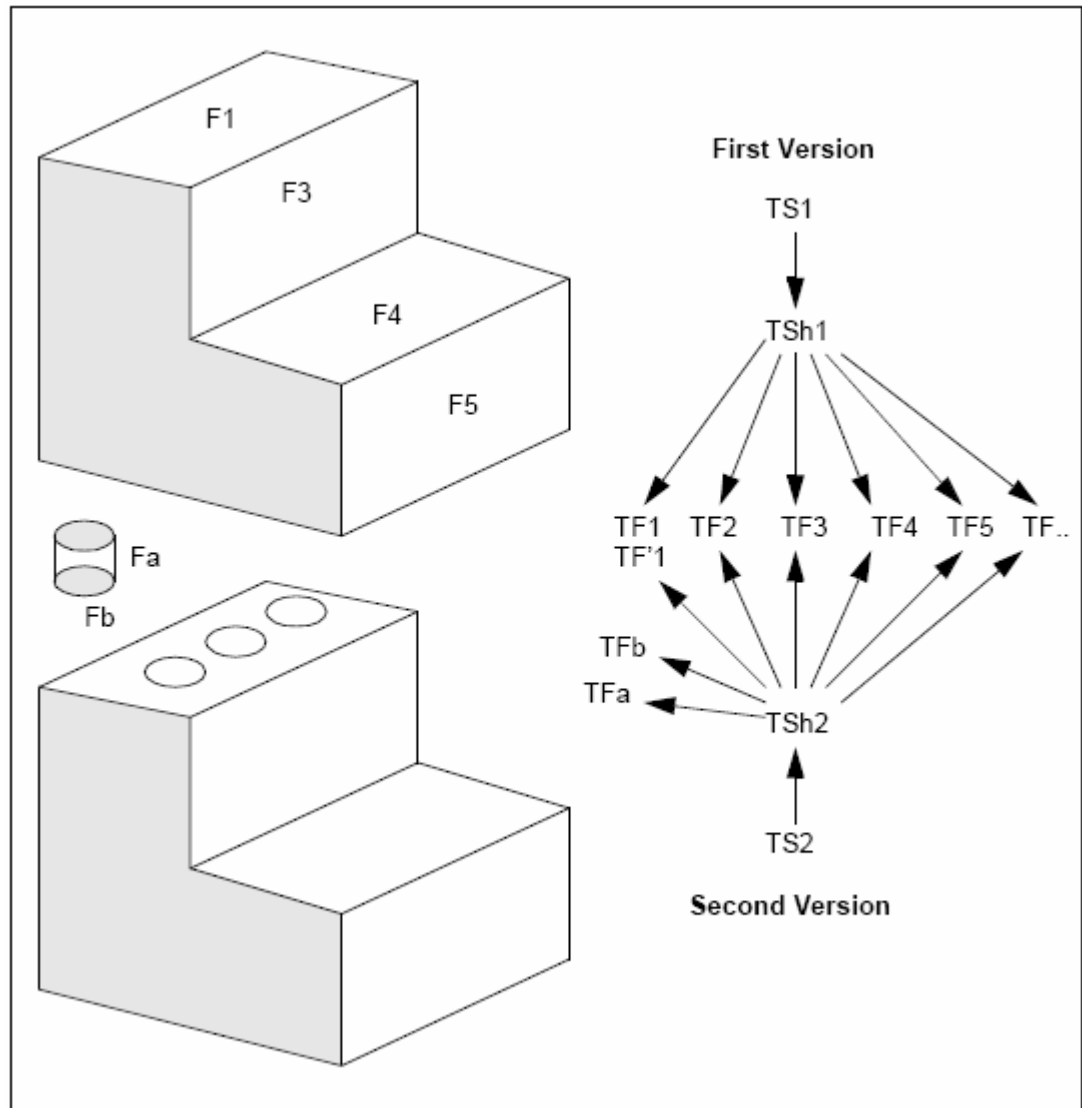 F1
F3
F4
F5
Fa
Fb
First Version
TS1
TSh1
TF1 TF2 TF3 TF4 TF5 TF..
TF'1
TFb
TFa
TSh2
TS2
Second Version